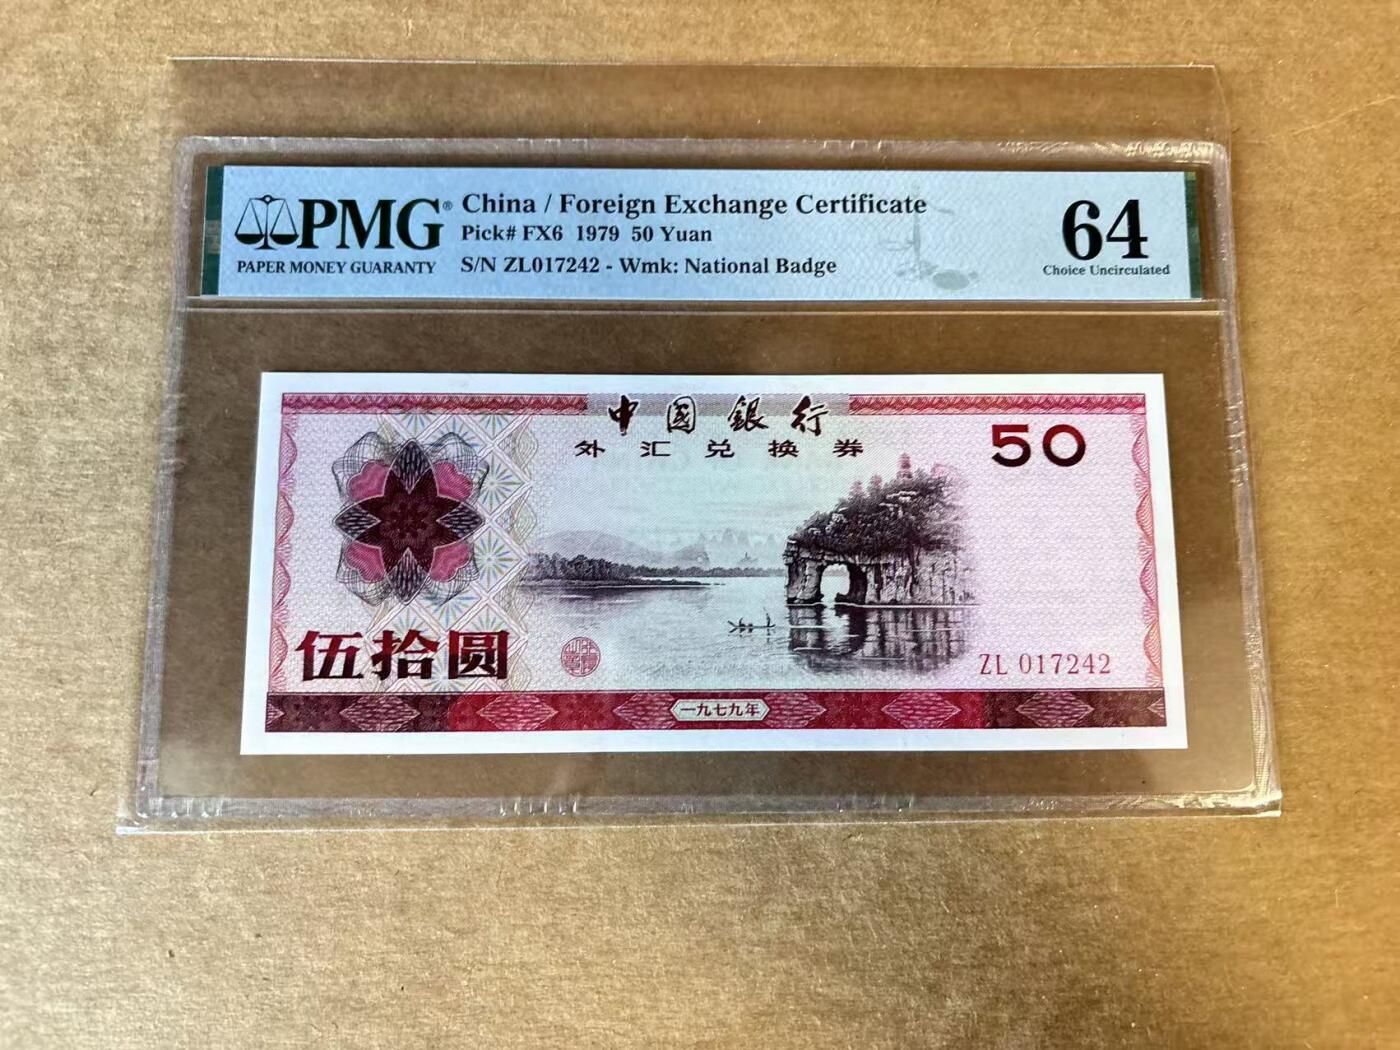 PMG®
PAPER MONEY GUARANTY
China / Foreign Exchange Certificate
Pick# FX6 1979 50 Yuan
S/N ZL017242 - Wmk: National Badge
64
Choice Uncirculated
中国銀行
外汇兑换券
50
伍拾圆
ZL 017242
一九七九年